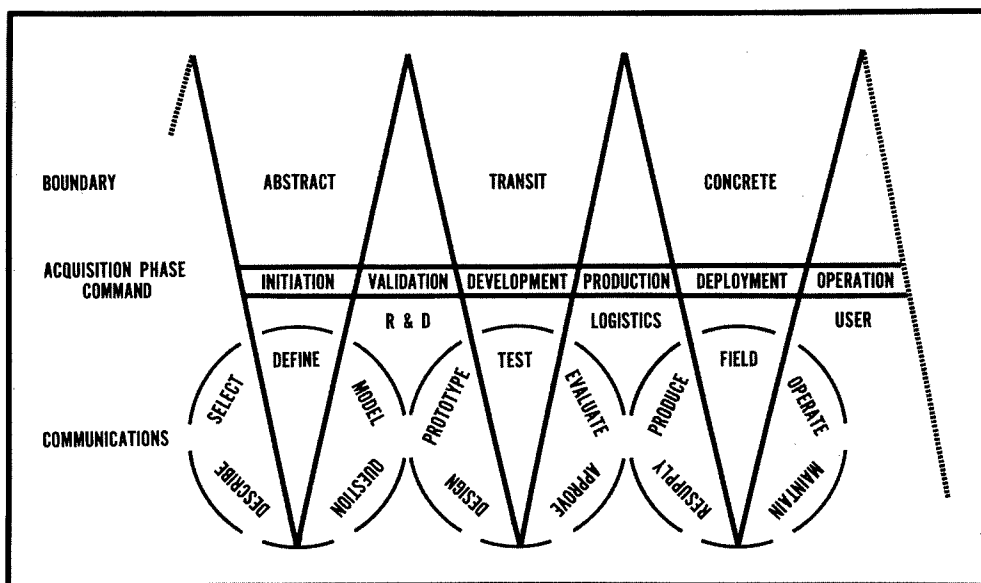 BOUNDARY ABSTRACT TRANSIT CONCRETE
ACQUISITION PHASE
COMMAND
INITIATION VALIDATION DEVELOPMENT PRODUCTION DEPLOYMENT OPERATION
R & D LOGISTICS USER
COMMUNICATIONS
DEFINE
SELECT
MODEL
DESCRIBE
QUESTION
TEST
PROTOTYPE
EVALUATE
DESIGN
APPROVE
FIELD
PRODUCE
OPERATE
RESUPPLY
MAINTAIN